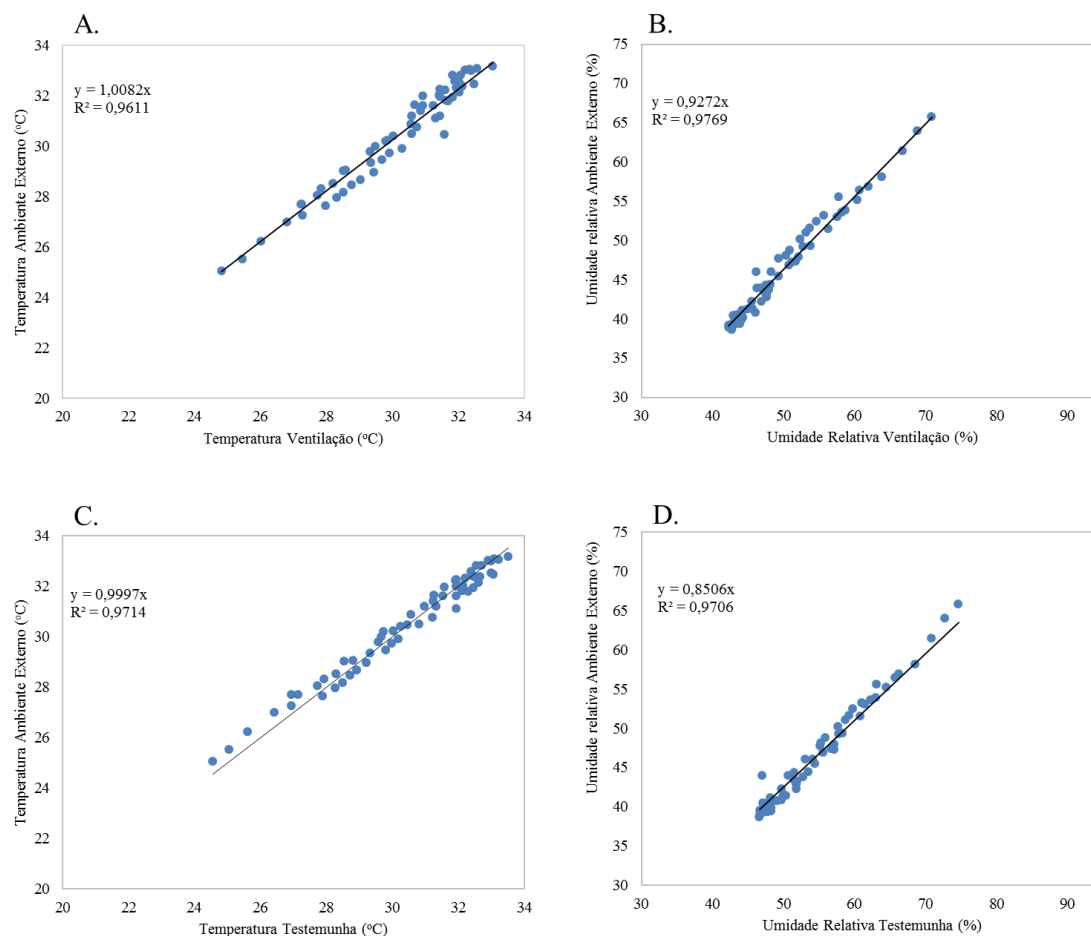 A.
Temperatura Ambiente Externo (ºC)
y = 1,0082x
R² = 0,9611
34
32
30
28
26
24
22
20
20 22 24 26 28 30 32 34
Temperatura Ventilação (ºC)
B.
Umidade relativa Ambiente Externo (%)
y = 0,9272x
R² = 0,9769
75
70
65
60
55
50
45
40
35
30
30 40 50 60 70 80 90
Umidade Relativa Ventilação (%)
C.
Temperatura Ambiente Externo (ºC)
y = 0,9997x
R² = 0,9714
34
32
30
28
26
24
22
20
20 22 24 26 28 30 32 34
Temperatura Testemunha (ºC)
D.
Umidade relativa Ambiente Externo (%)
y = 0,8506x
R² = 0,9706
75
70
65
60
55
50
45
40
35
30
30 40 50 60 70 80 90
Umidade Relativa Testemunha (%)